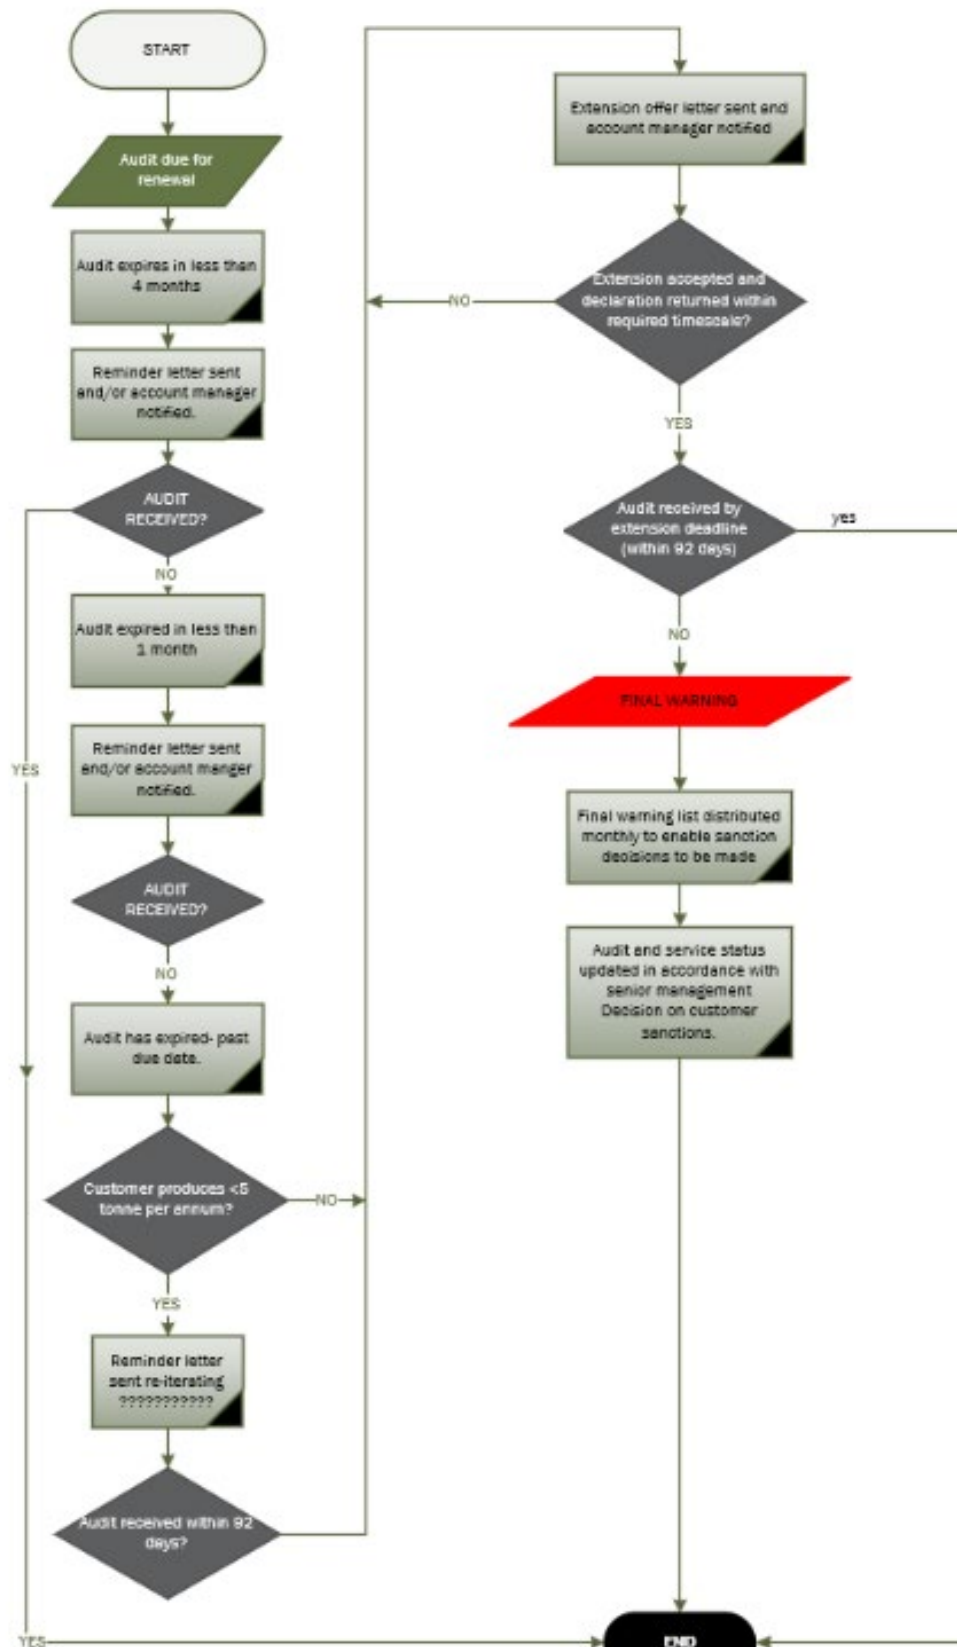 START
Audit due for
renewal
Audit expires in less than
4 months
Reminder letter sent
and/or account manager
notified.
AUDIT
RECEIVED?
NO
Audit expired in less than
1 month
YES
Reminder letter sent
and/or account manger
notified.
AUDIT
RECEIVED?
NO
Audit has expired- past
due date.
Customer produces <5
tonne per annum?
NO
YES
Reminder letter
sent re-iterating
???????????
Audit received within 92
days?
YES
Extension offer letter sent and
account manager notified
Extension accepted and
declaration returned within
required timescale?
NO
YES
Audit received by
extension deadline
(within 92 days)
yes
NO
FINAL WARNING
Final warning list distributed
monthly to enable sanction
decisions to be made
Audit and service status
updated in accordance with
senior management
Decision on customer
sanctions.
END